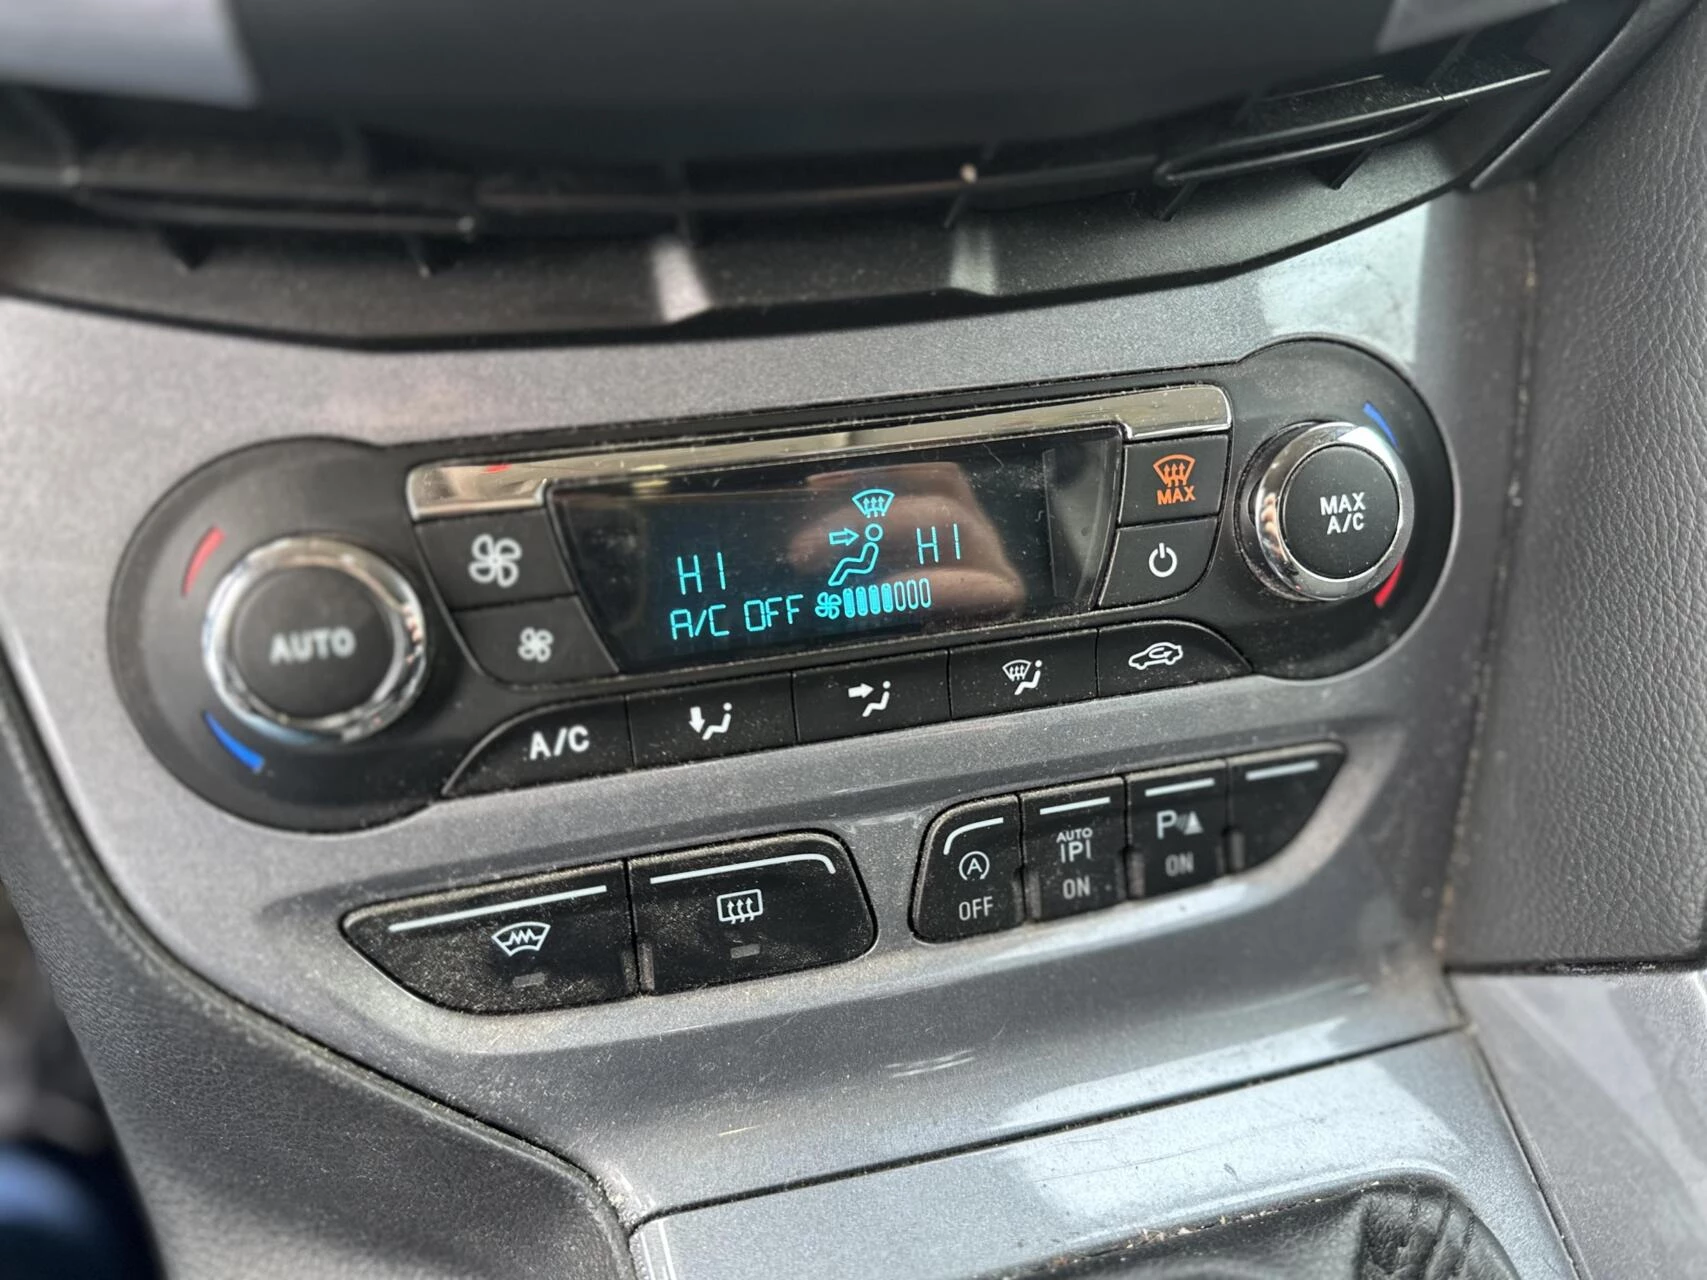 MAX
MAX
A/C
HI
HI
A/C OFF
AUTO
A/C
A
OFF
AUTO
P
ON
P
ON